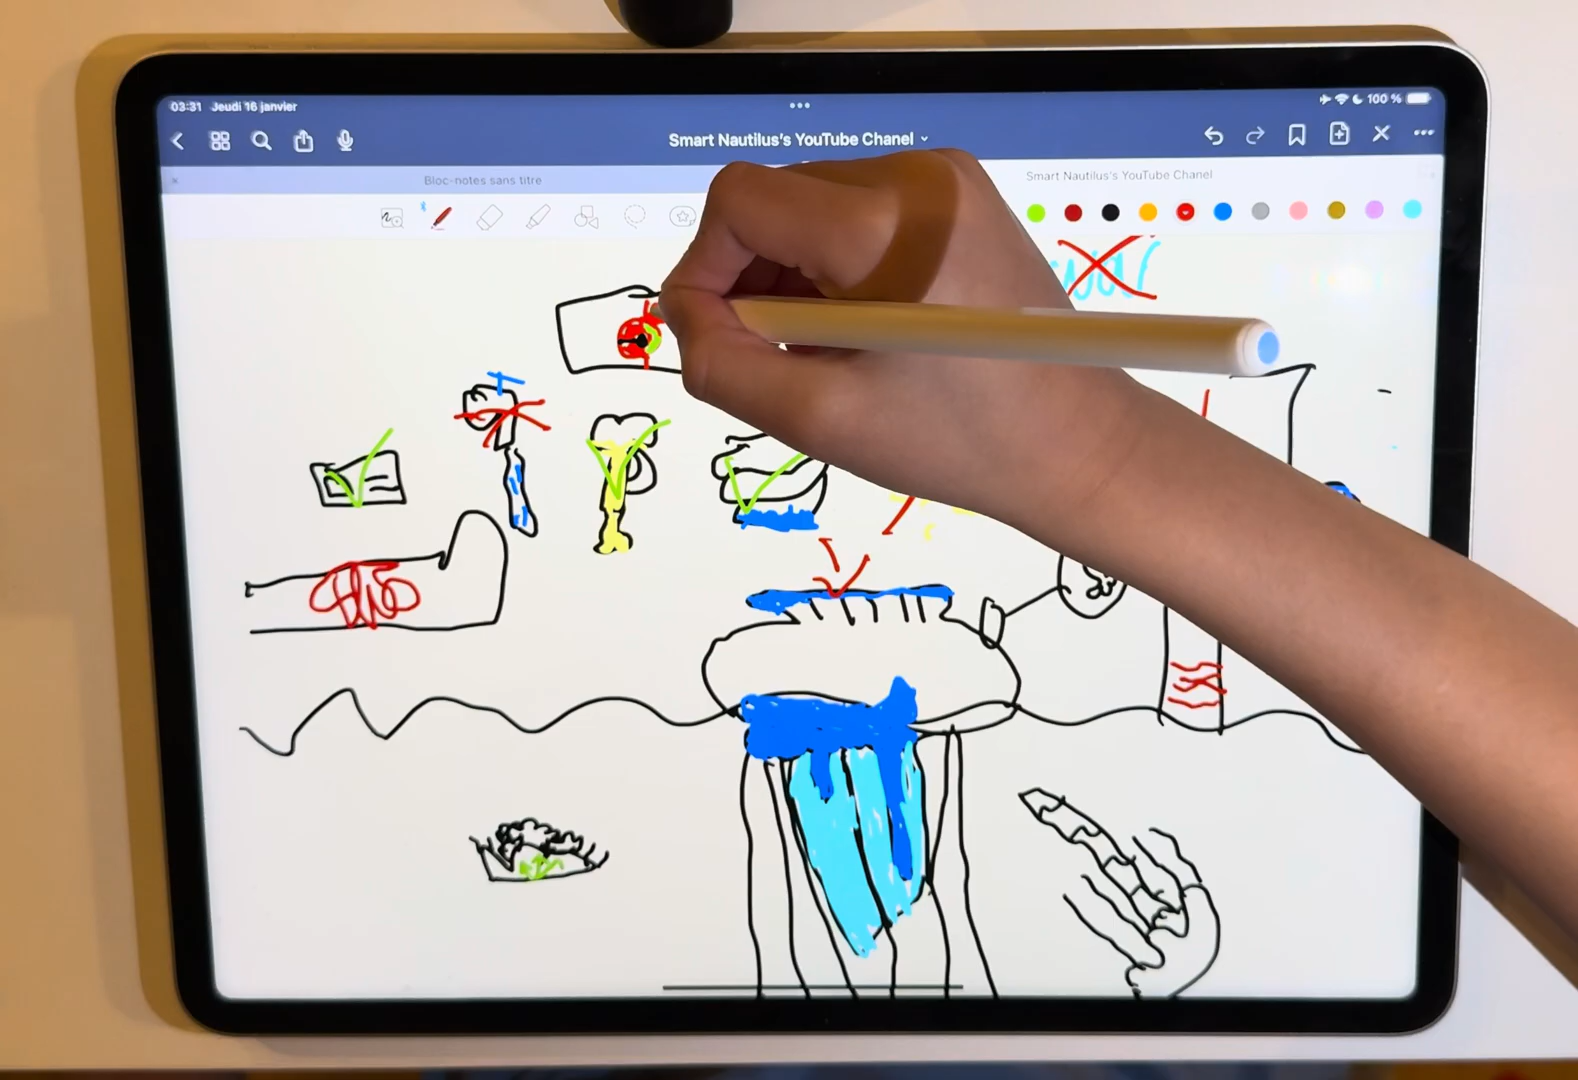 03:31 Jeudi 16 janvier
100 %
Smart Nautilus's YouTube Chanel
Bloc-notes sans titre
Smart Nautilus's YouTube Chanel